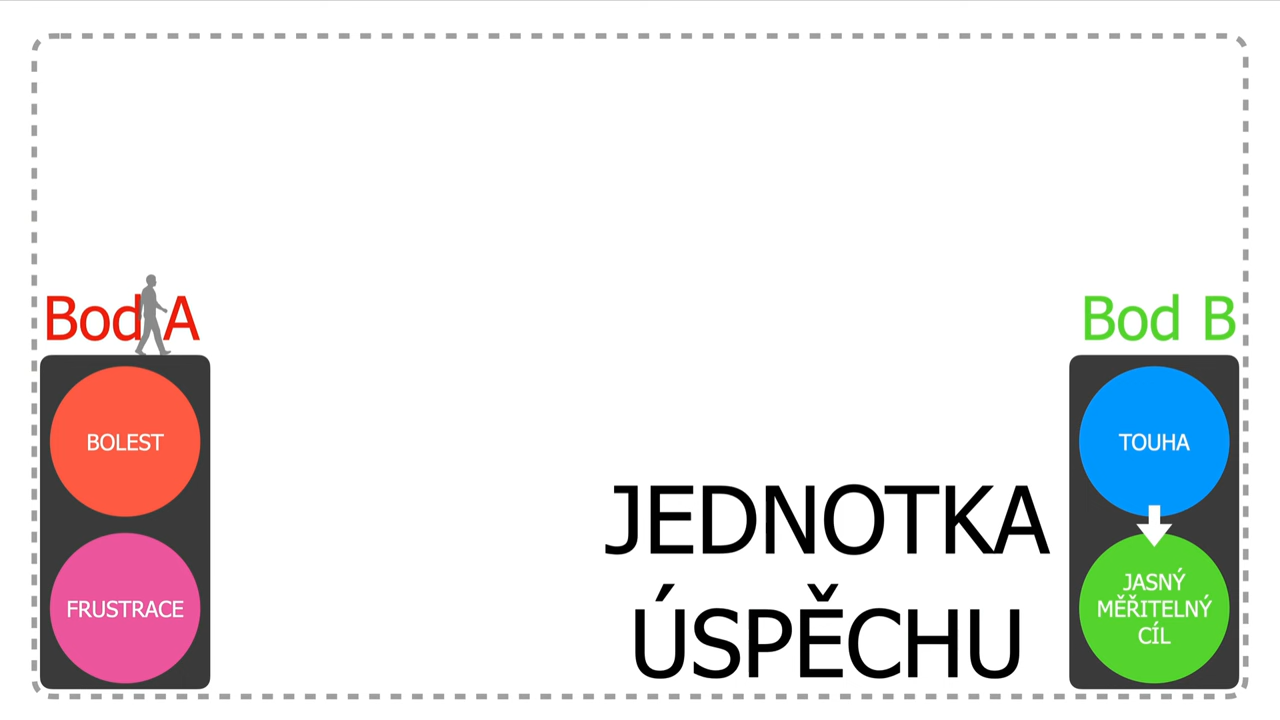 Bod A
BOLEST
FRUSTRACE
JEDNOTKA
ÚSPĚCHU
Bod B
TOUHA
JASNÝ
MĚŘITELNÝ
CÍL